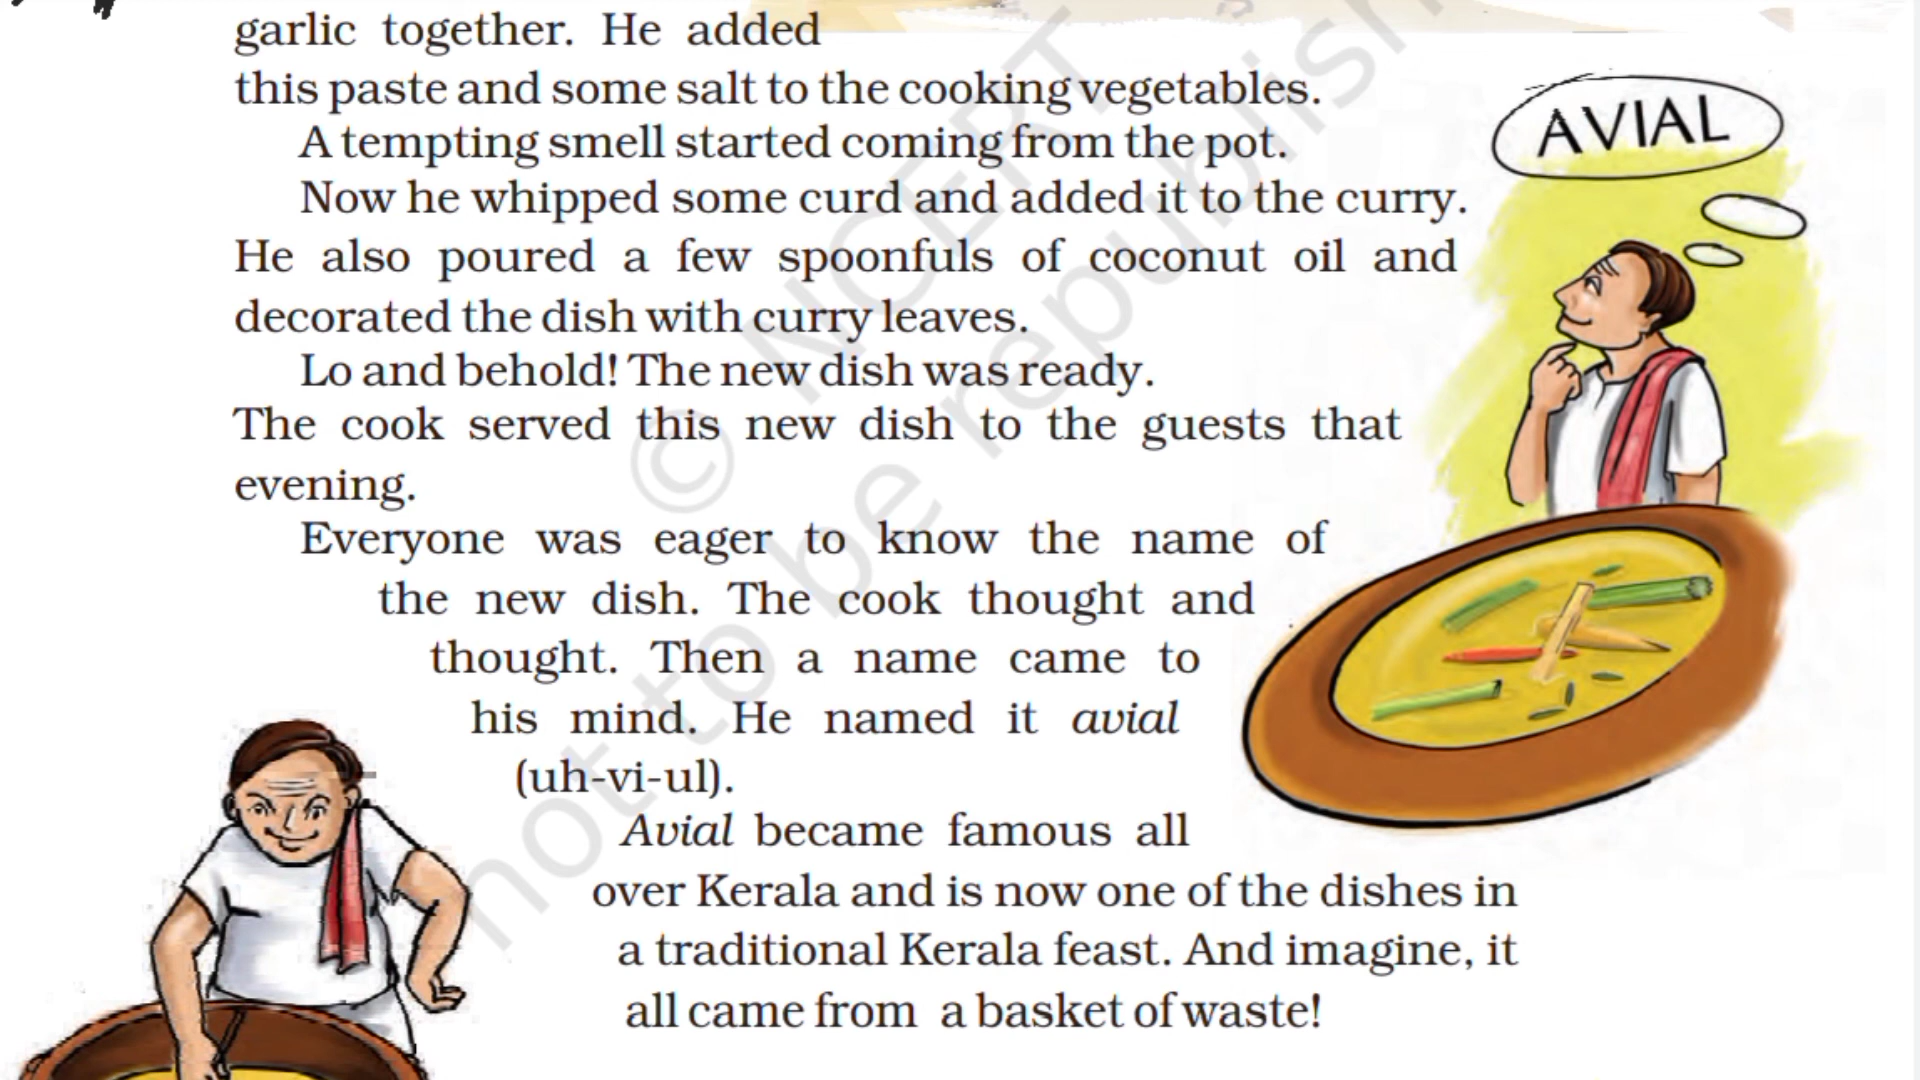 garlic together. He added
this paste and some salt to the cooking vegetables.
A tempting smell started coming from the pot.
Now he whipped some curd and added it to the curry.
He also poured a few spoonfuls of coconut oil and
decorated the dish with curry leaves.
Lo and behold! The new dish was ready.
The cook served this new dish to the guests that
evening.
Everyone was eager to know the name of
the new dish. The cook thought and
thought. Then a name came to
his mind. He named it avial
(uh-vi-ul).
Avial became famous all
over Kerala and is now one of the dishes in
a traditional Kerala feast. And imagine, it
all came from a basket of waste!
AVIAL
© NCERT
not to be republish